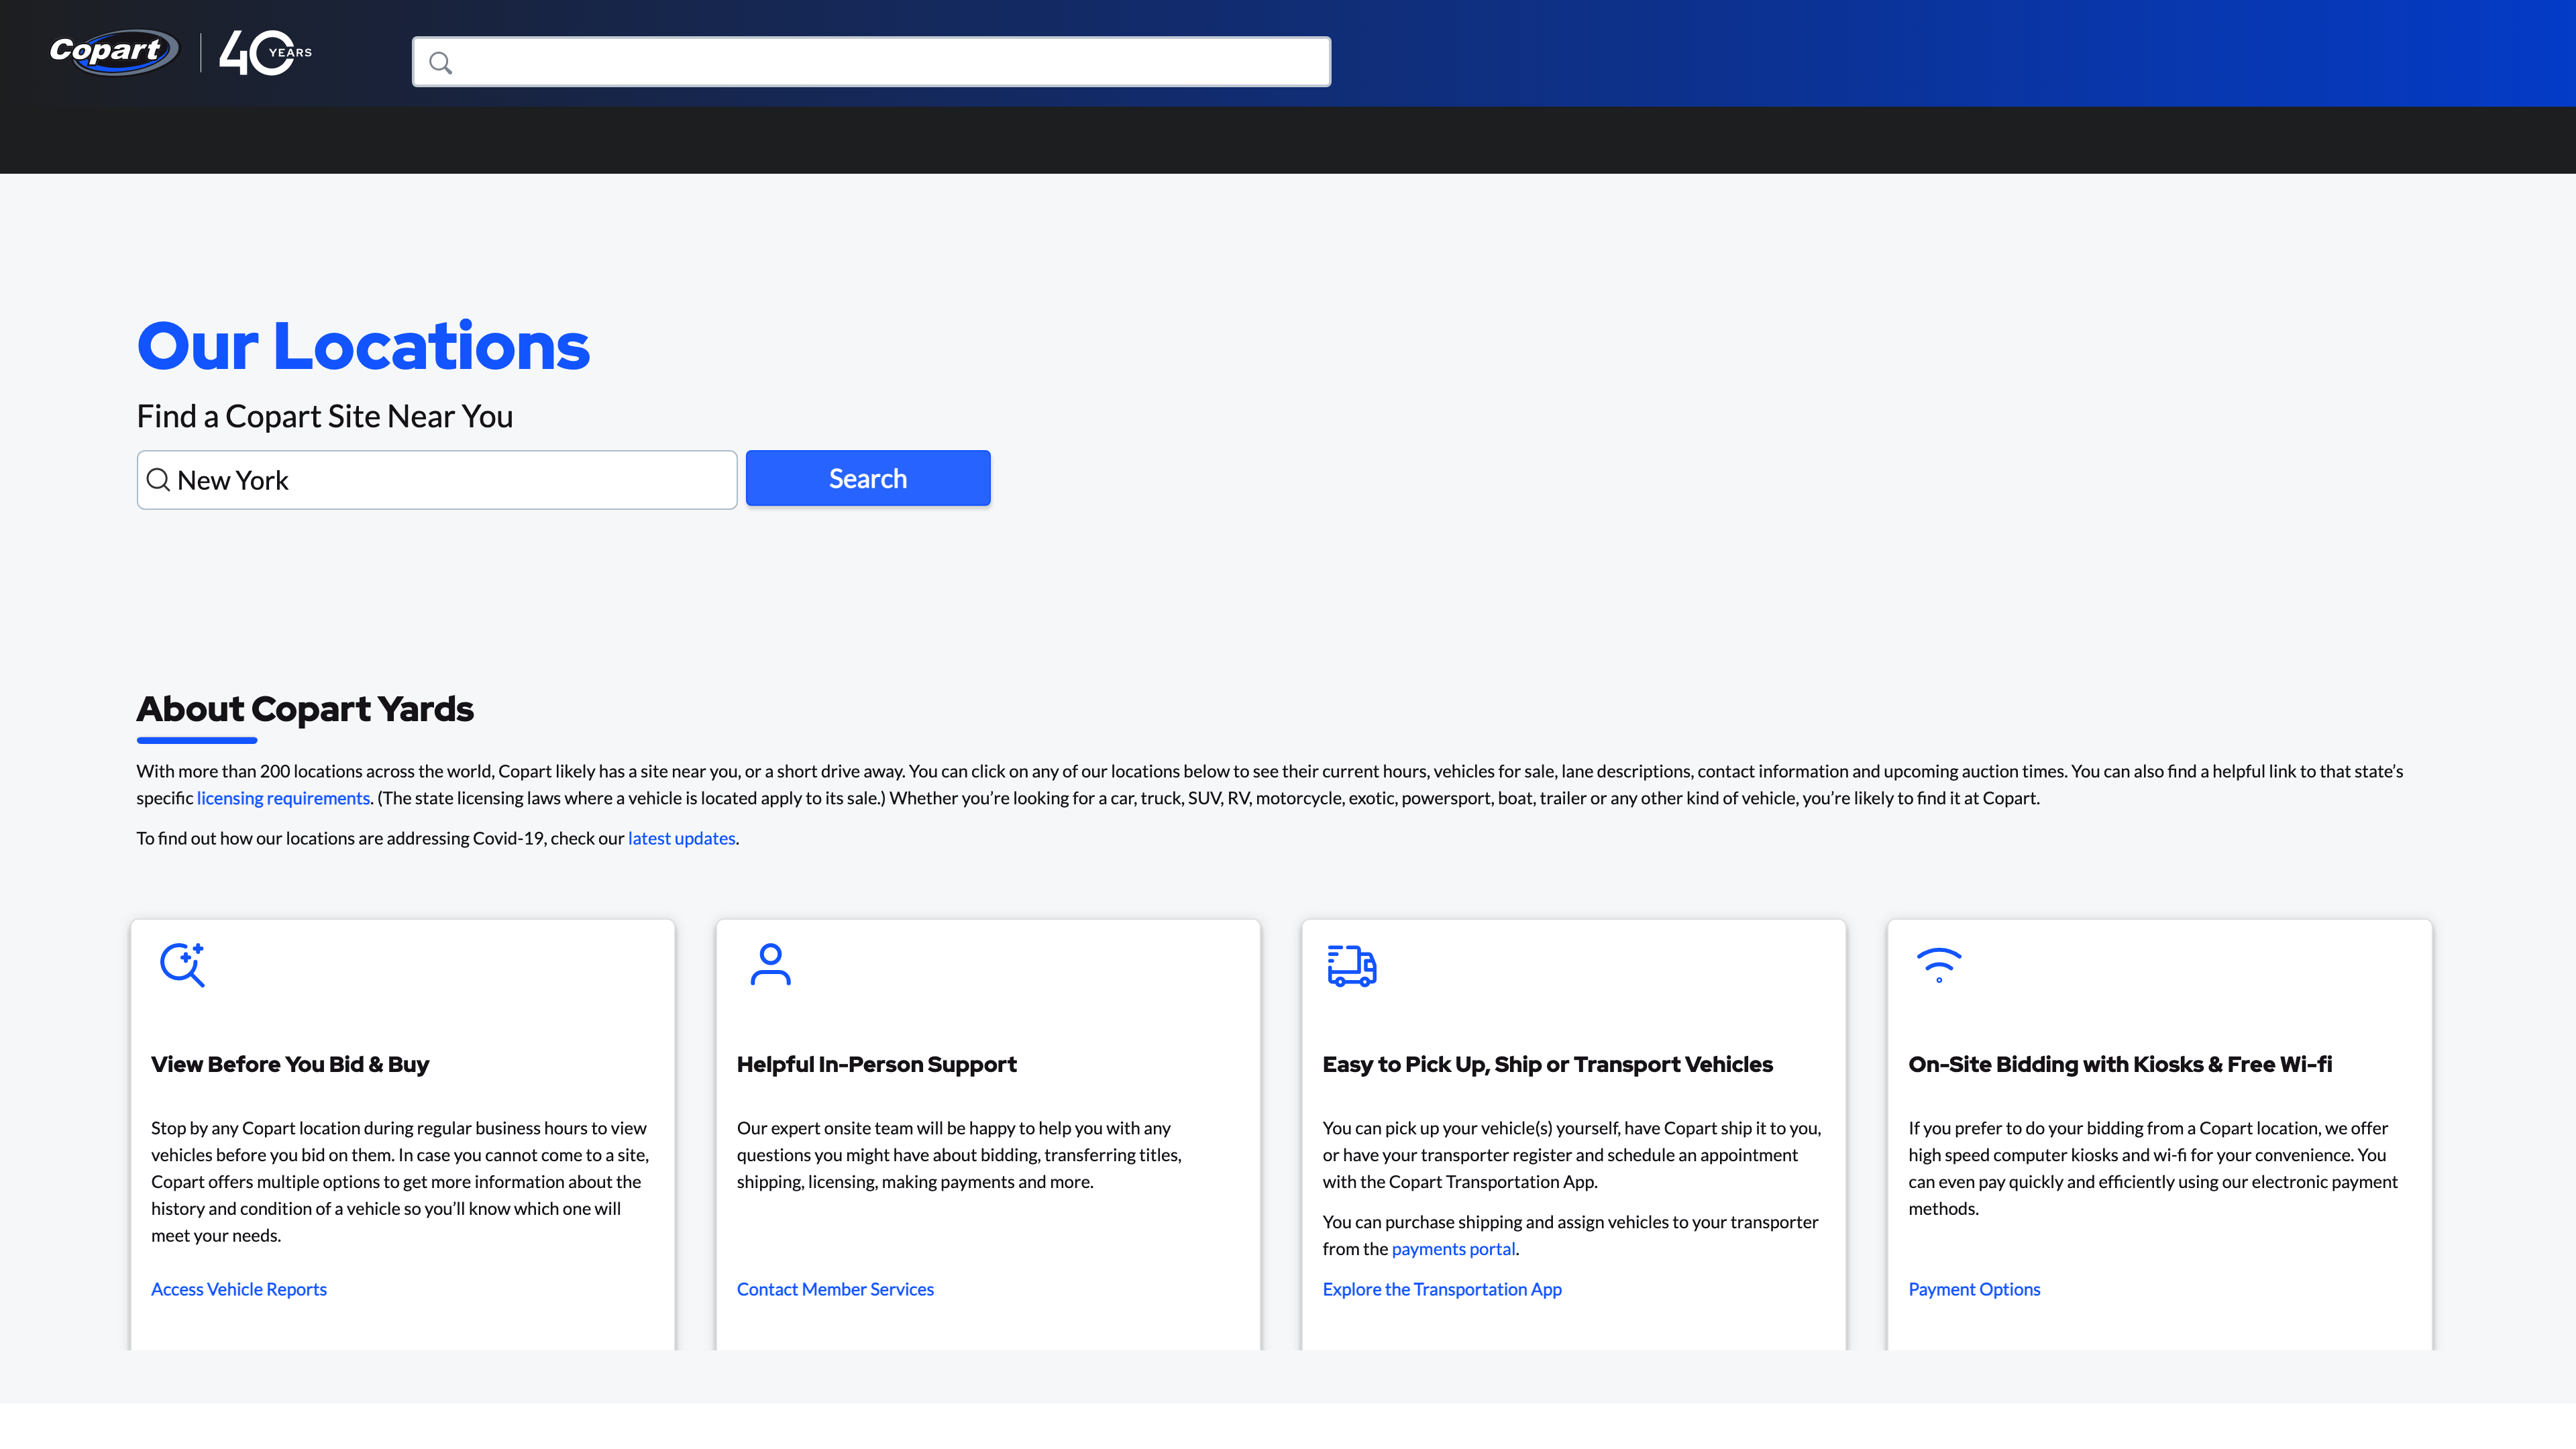 Copart 40 YEARS
Our Locations
Find a Copart Site Near You
New York
Search
About Copart Yards
With more than 200 locations across the world, Copart likely has a site near you, or a short drive away. You can click on any of our locations below to see their current hours, vehicles for sale, lane descriptions, contact information and upcoming auction times. You can also find a helpful link to that state’s
specific licensing requirements. (The state licensing laws where a vehicle is located apply to its sale.) Whether you’re looking for a car, truck, SUV, RV, motorcycle, exotic, powersport, boat, trailer or any other kind of vehicle, you’re likely to find it at Copart.
To find out how our locations are addressing Covid-19, check our latest updates.
View Before You Bid & Buy
Stop by any Copart location during regular business hours to view
vehicles before you bid on them. In case you cannot come to a site,
Copart offers multiple options to get more information about the
history and condition of a vehicle so you’ll know which one will
meet your needs.
Access Vehicle Reports
Helpful In-Person Support
Our expert onsite team will be happy to help you with any
questions you might have about bidding, transferring titles,
shipping, licensing, making payments and more.
Contact Member Services
Easy to Pick Up, Ship or Transport Vehicles
You can pick up your vehicle(s) yourself, have Copart ship it to you,
or have your transporter register and schedule an appointment
with the Copart Transportation App.
You can purchase shipping and assign vehicles to your transporter
from the payments portal.
Explore the Transportation App
On-Site Bidding with Kiosks & Free Wi-fi
If you prefer to do your bidding from a Copart location, we offer
high speed computer kiosks and wi-fi for your convenience. You
can even pay quickly and efficiently using our electronic payment
methods.
Payment Options